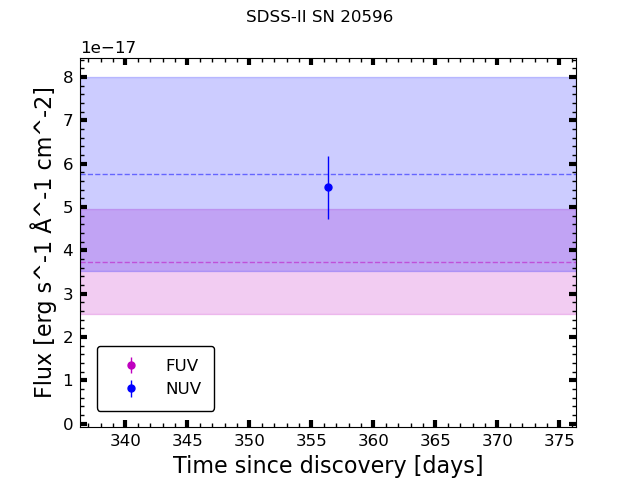 SDSS-II SN 20596
1e−17
8
7
6
5
4
3
2
1
0
Flux [erg s^-1 Å^-1 cm^-2]
FUV
NUV
340 345 350 355 360 365 370 375
Time since discovery [days]